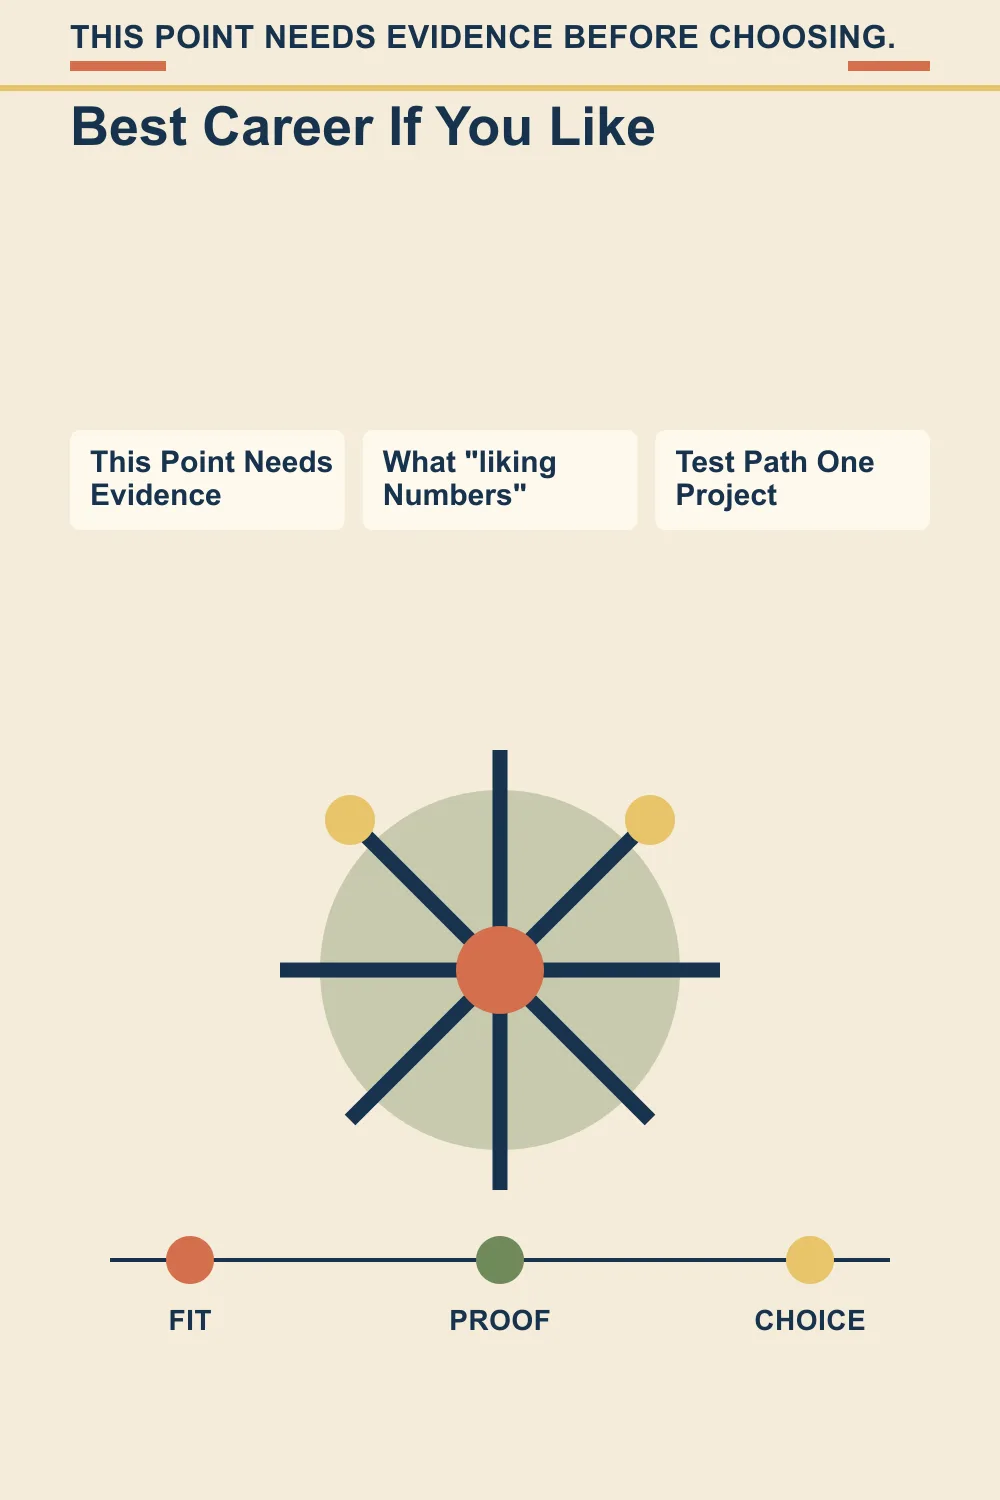 THIS POINT NEEDS EVIDENCE BEFORE CHOOSING.
Best Career If You Like
This Point Needs
Evidence
What "liking
Numbers"
Test Path One
Project
FIT
PROOF
CHOICE